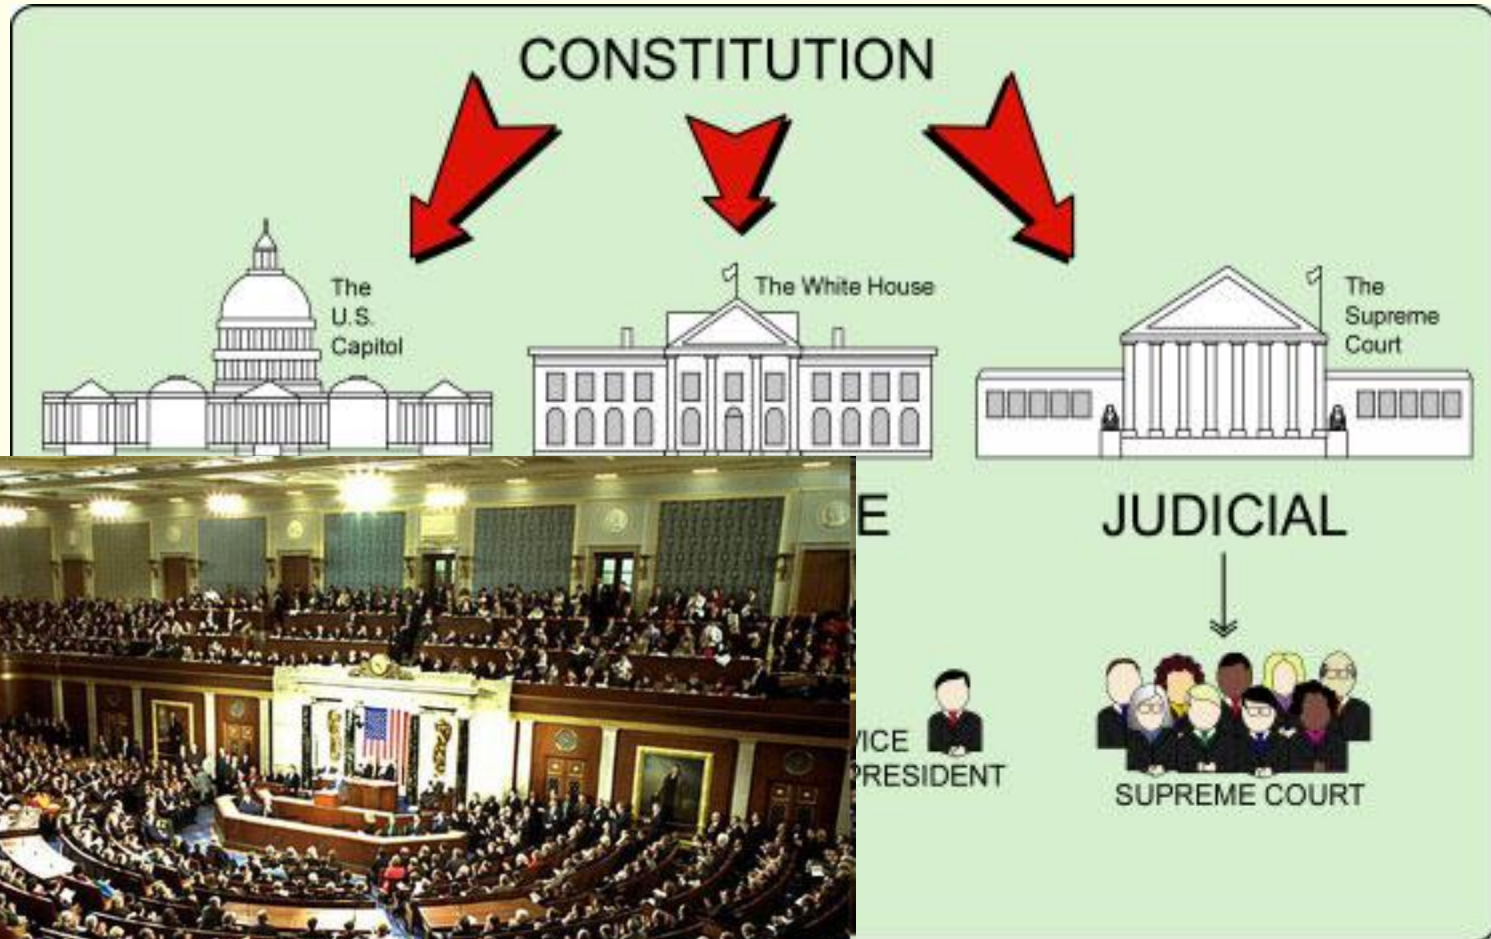 CONSTITUTION
The
U.S.
Capitol
The White House
The
Supreme
Court
E
JUDICIAL
VICE
PRESIDENT
SUPREME COURT